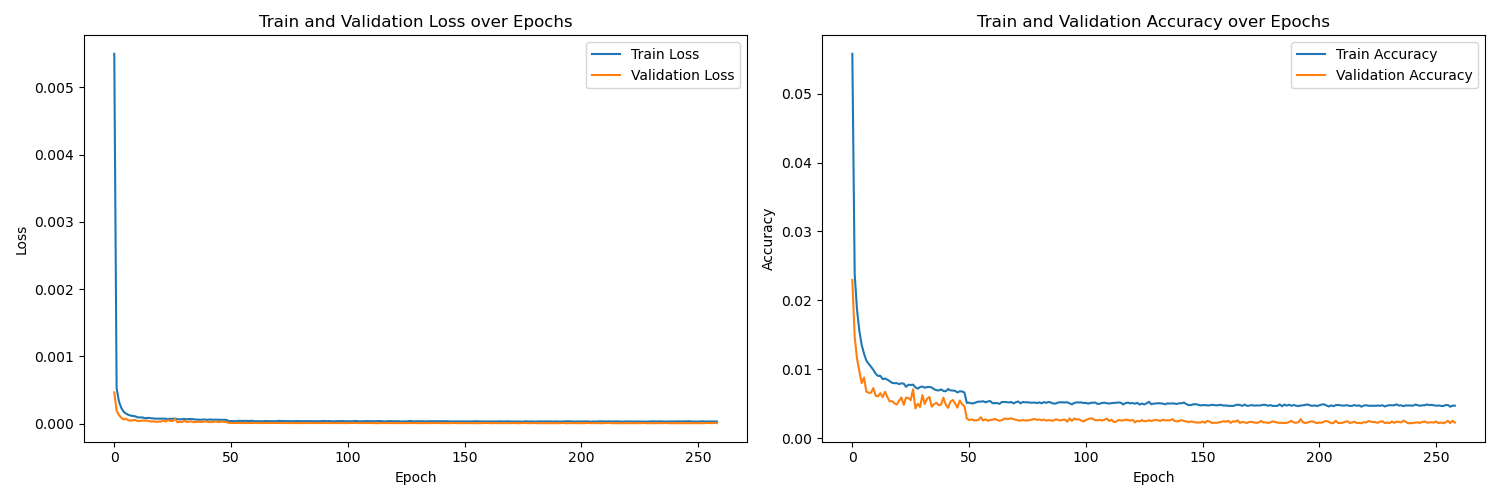 Train and Validation Loss over Epochs
Train Loss
Validation Loss
0.005
0.004
0.003
0.002
0.001
0.000
Loss
0 50 100 150 200 250
Epoch
Train and Validation Accuracy over Epochs
Train Accuracy
Validation Accuracy
0.05
0.04
0.03
0.02
0.01
0.00
Accuracy
0 50 100 150 200 250
Epoch